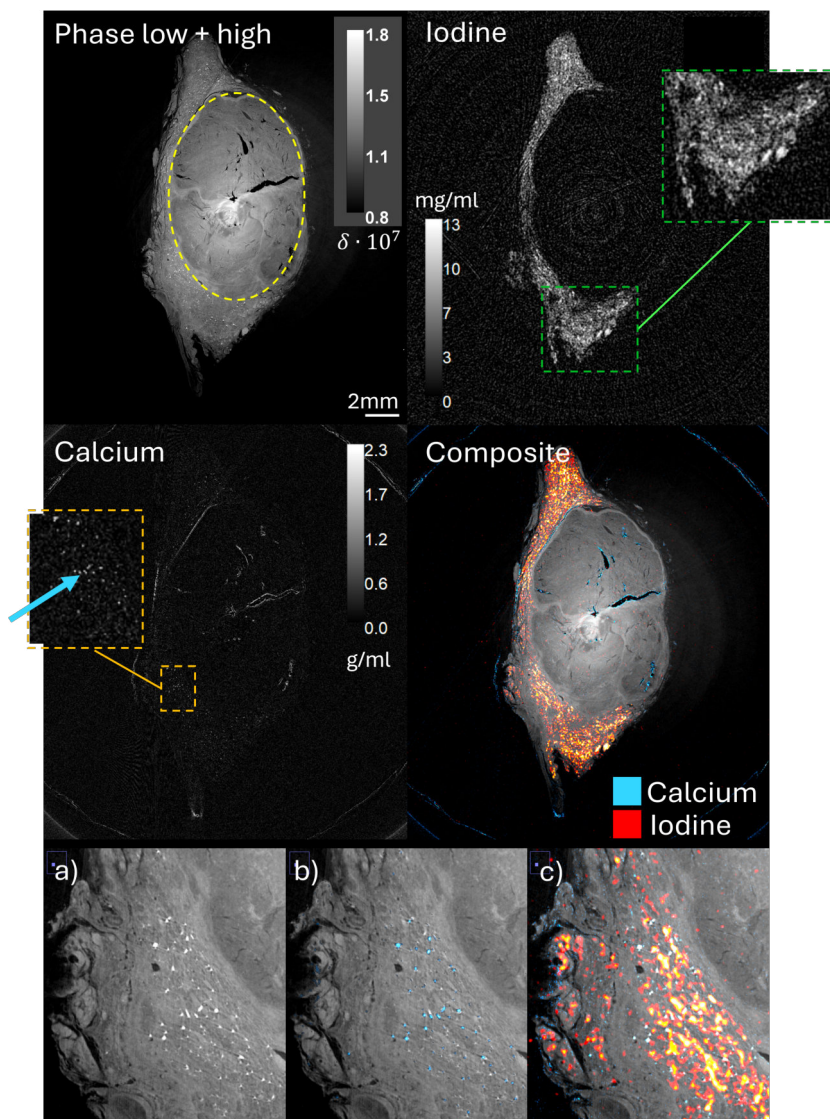 Phase low + high
1.8
1.5
1.1
0.8
δ · 10⁷
2mm
Iodine
mg/ml
13
10
7
3
0
Calcium
2.3
1.7
1.2
0.6
0.0
g/ml
Composite
Calcium
Iodine
a)
b)
c)